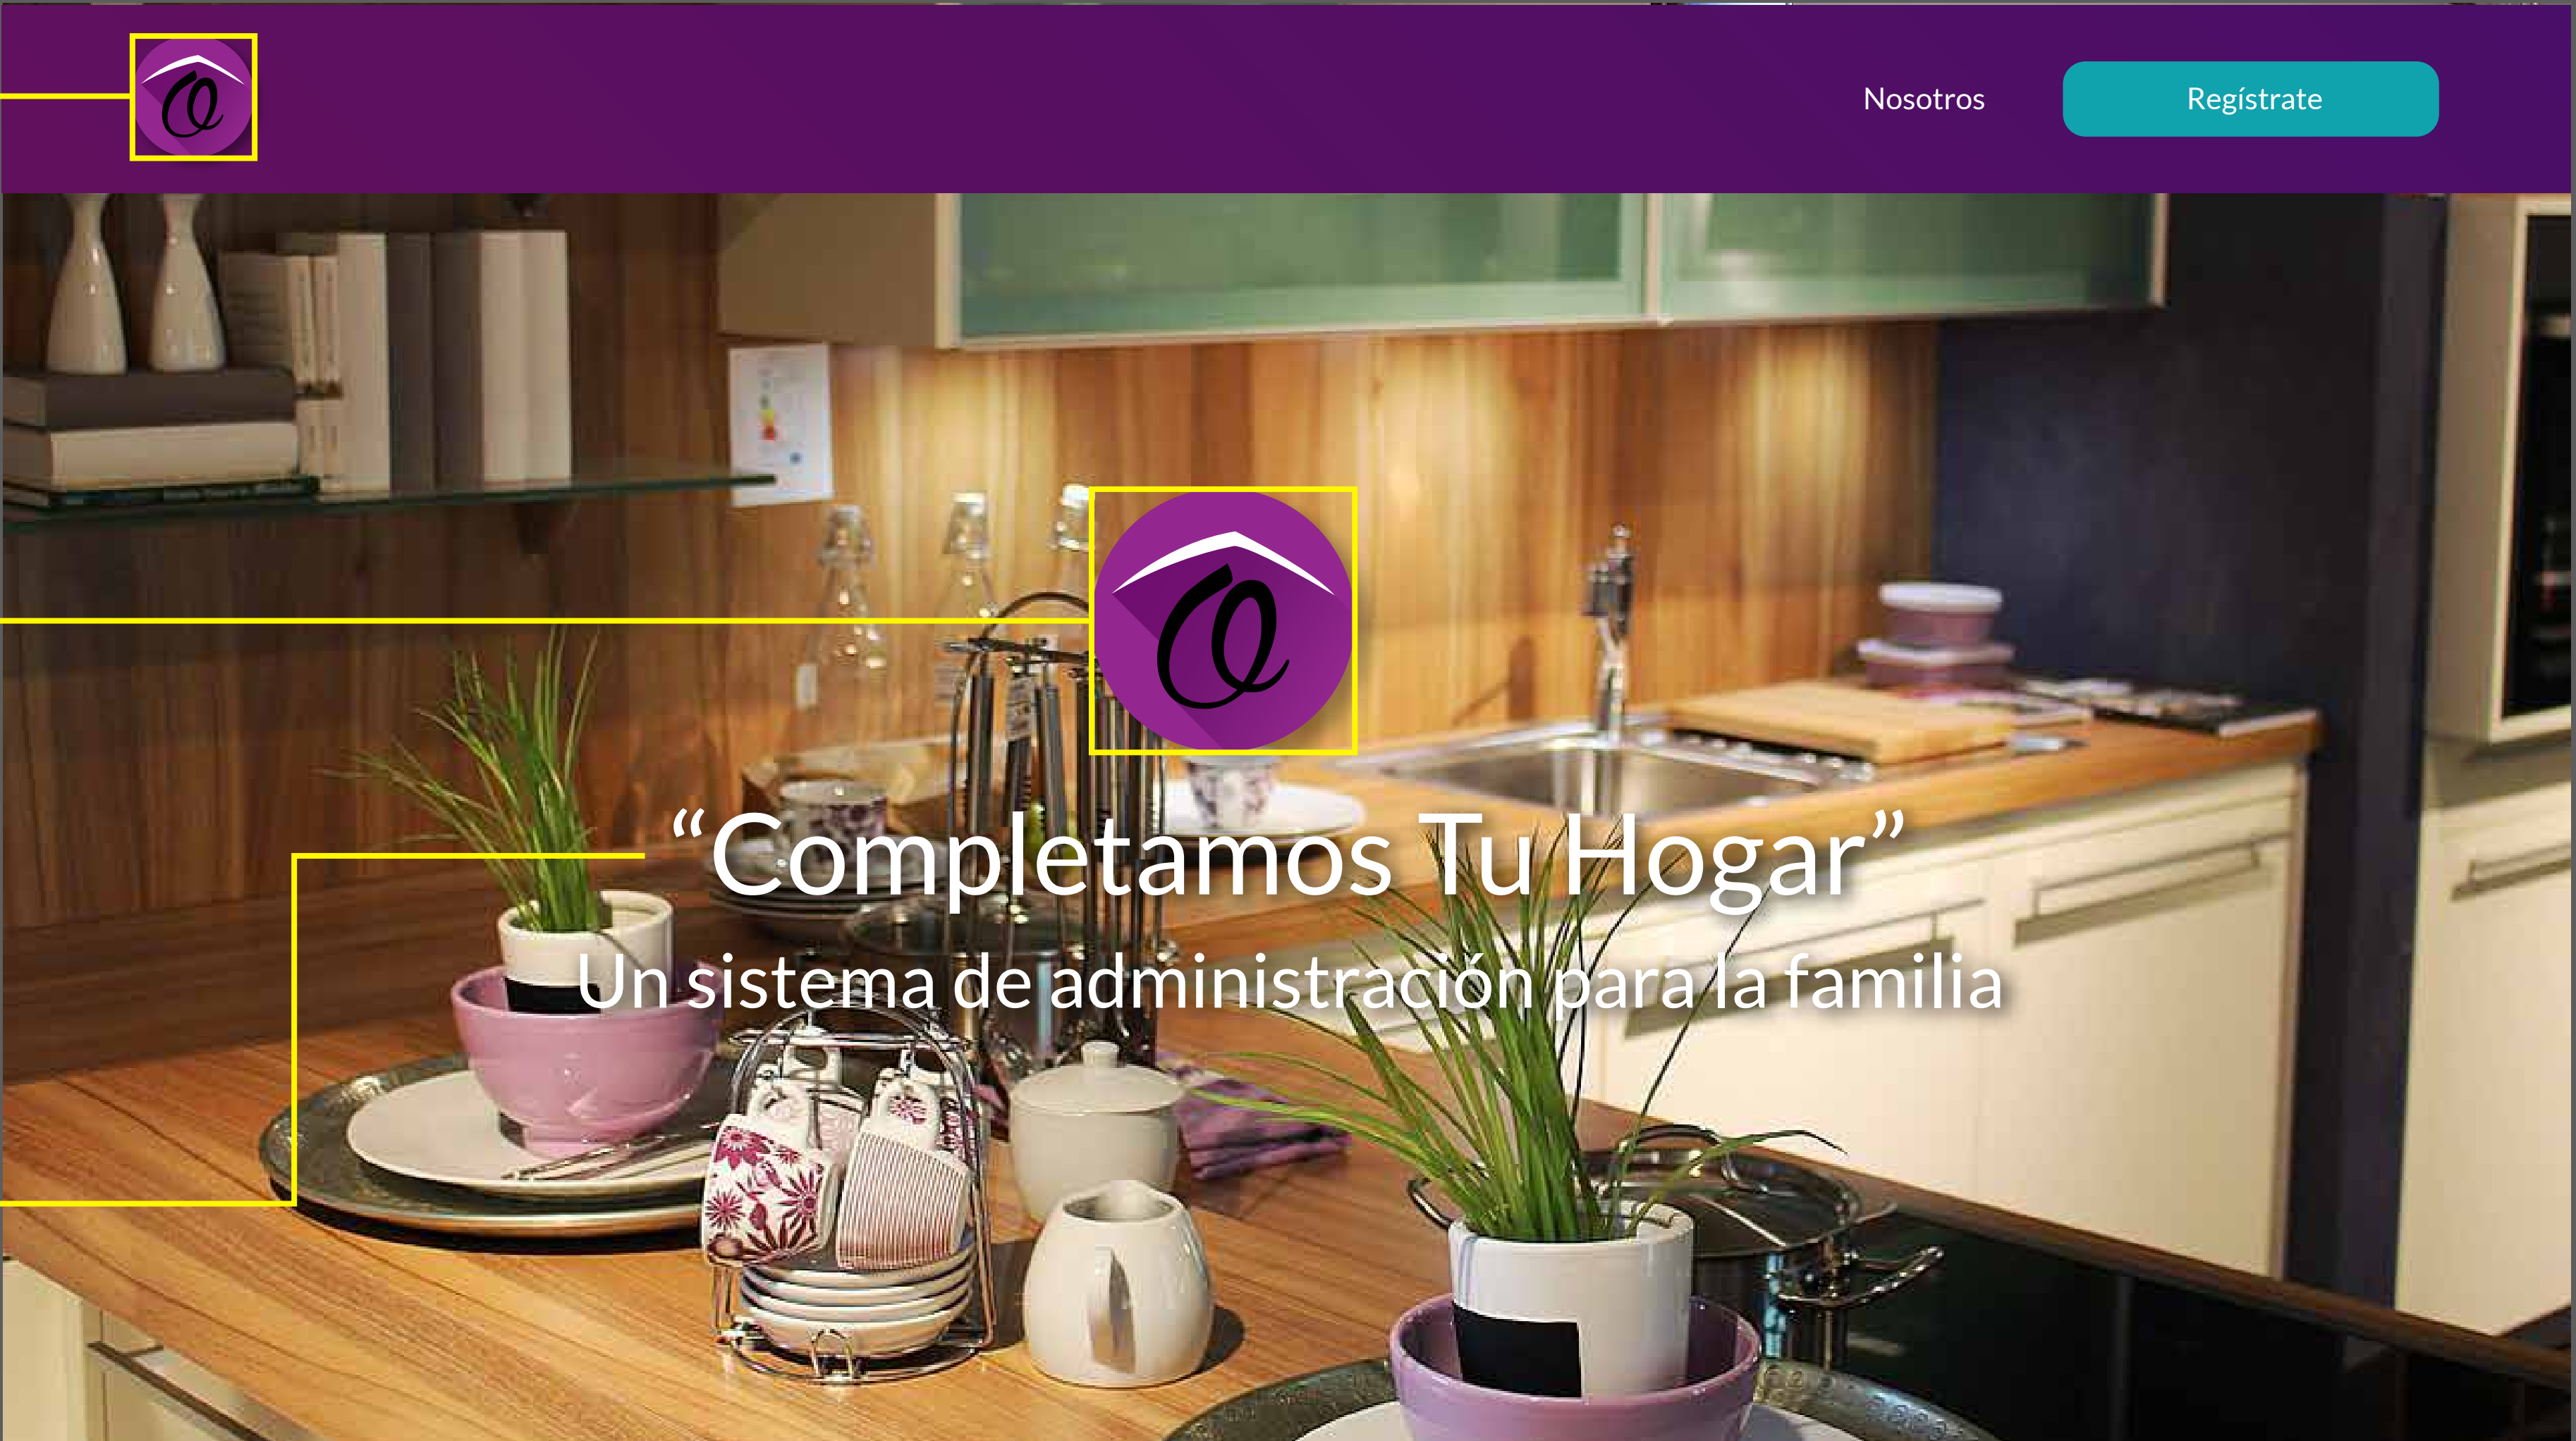 Nosotros
Regístrate
“Completamos Tu Hogar”
Un sistema de administración para la familia